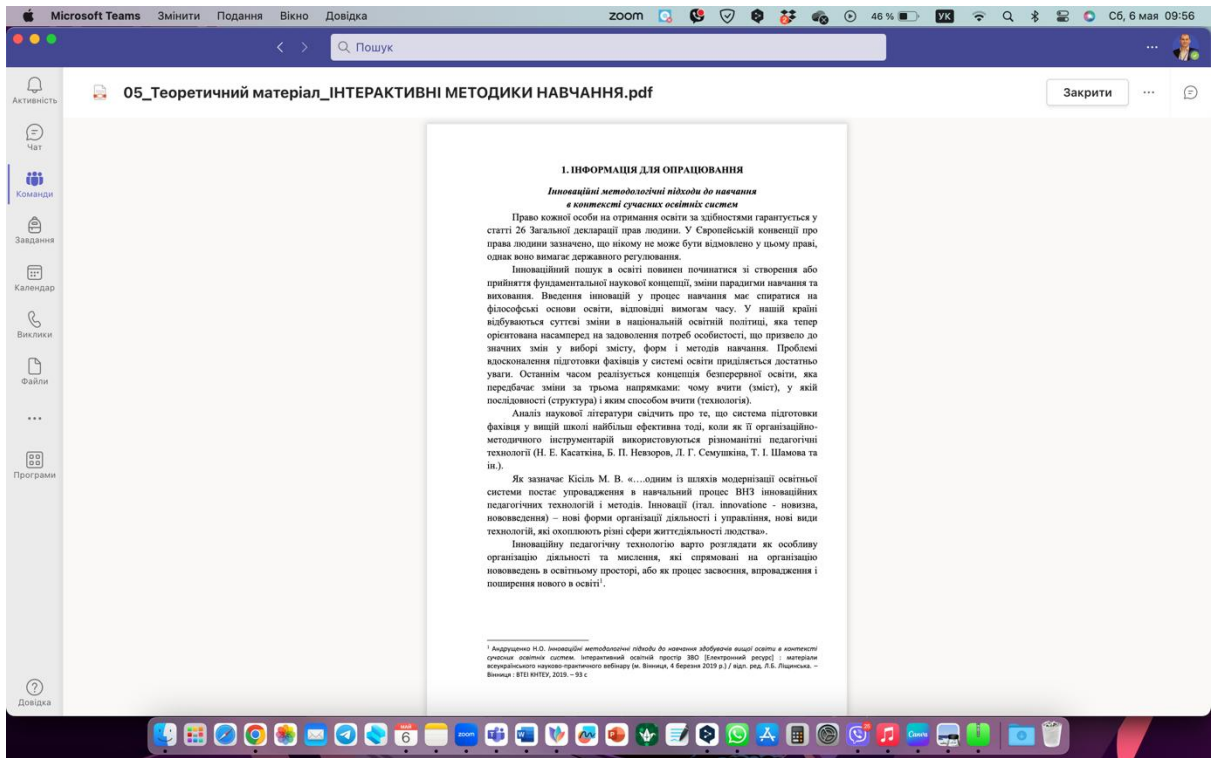 Microsoft Teams Змінити Подання Вікно Довідка zoom 46 % УК Сб, 6 мая 09:56
Пошук
05_Теоретичний матеріал_ІНТЕРАКТИВНІ МЕТОДИКИ НАВЧАННЯ.pdf
Закрити
Активність
Чат
Команди
Завдання
Календар
Виклики
Файли
Програми
Довідка
1. ІНФОРМАЦІЯ ДЛЯ ОПРАЦЮВАННЯ
Інноваційні методологічні підходи до навчання
в контексті сучасних освітніх систем
Право кожної особи на отримання освіти за здібностями гарантується у
статті 26 Загальної декларації прав людини. У Європейській конвенції про
права людини зазначено, що нікому не може бути відмовлено у цьому праві,
однак воно вимагає державного регулювання.
Інноваційний пошук в освіті повинен починатися зі створення або
прийняття фундаментальної наукової концепції, зміни парадигми навчання та
виховання. Введення інновацій у процес навчання має спиратися на
філософські основи освіти, відповідні вимогам часу. У нашій країні
відбуваються суттєві зміни в національній освітній політиці, яка тепер
орієнтована насамперед на задоволення потреб особистості, що призвело до
значних змін у виборі змісту, форм і методів навчання. Проблемі
вдосконалення підготовки фахівців у системі освіти приділяється достатньо
уваги. Останнім часом реалізується концепція безперервної освіти, яка
передбачає зміни за трьома напрямками: чому вчити (зміст), у якій
послідовності (структура) і яким способом вчити (технологія).
Аналіз наукової літератури свідчить про те, що система підготовки
фахівця у вищій школі найбільш ефективна тоді, коли як її організаційно-
методичного інструментарій використовуються різноманітні педагогічні
технології (Н. Е. Касаткіна, Б. П. Невзоров, Л. Г. Семушкіна, Т. І. Шамова та
ін.).
Як зазначає Кісіль М. В. «….одним із шляхів модернізації освітньої
системи постає упровадження в навчальний процес ВНЗ інноваційних
педагогічних технологій і методів. Інновації (італ. innovatione - новизна,
нововведення) – нові форми організації діяльності і управління, нові види
технологій, які охоплюють різні сфери життєдіяльності людства».
Інноваційну педагогічну технологію варто розглядати як особливу
організацію діяльності та мислення, які спрямовані на організацію
нововведень в освітньому просторі, або як процес засвоєння, впровадження і
поширення нового в освіті¹.
¹ Андрущенко Н.О. Інноваційні методологічні підходи до навчання здобувачів вищої освіти в контексті
сучасних освітніх систем. Інтерактивний освітній простір ЗВО [Електронний ресурс] : матеріали
всеукраїнського науково-практичного вебінару (м. Вінниця, 4 березня 2019 р.) / відп. ред. Л.Б. Ліщинська. –
Вінниця : ВТЕІ КНТЕУ, 2019. – 93 с
6
zoom
Canva